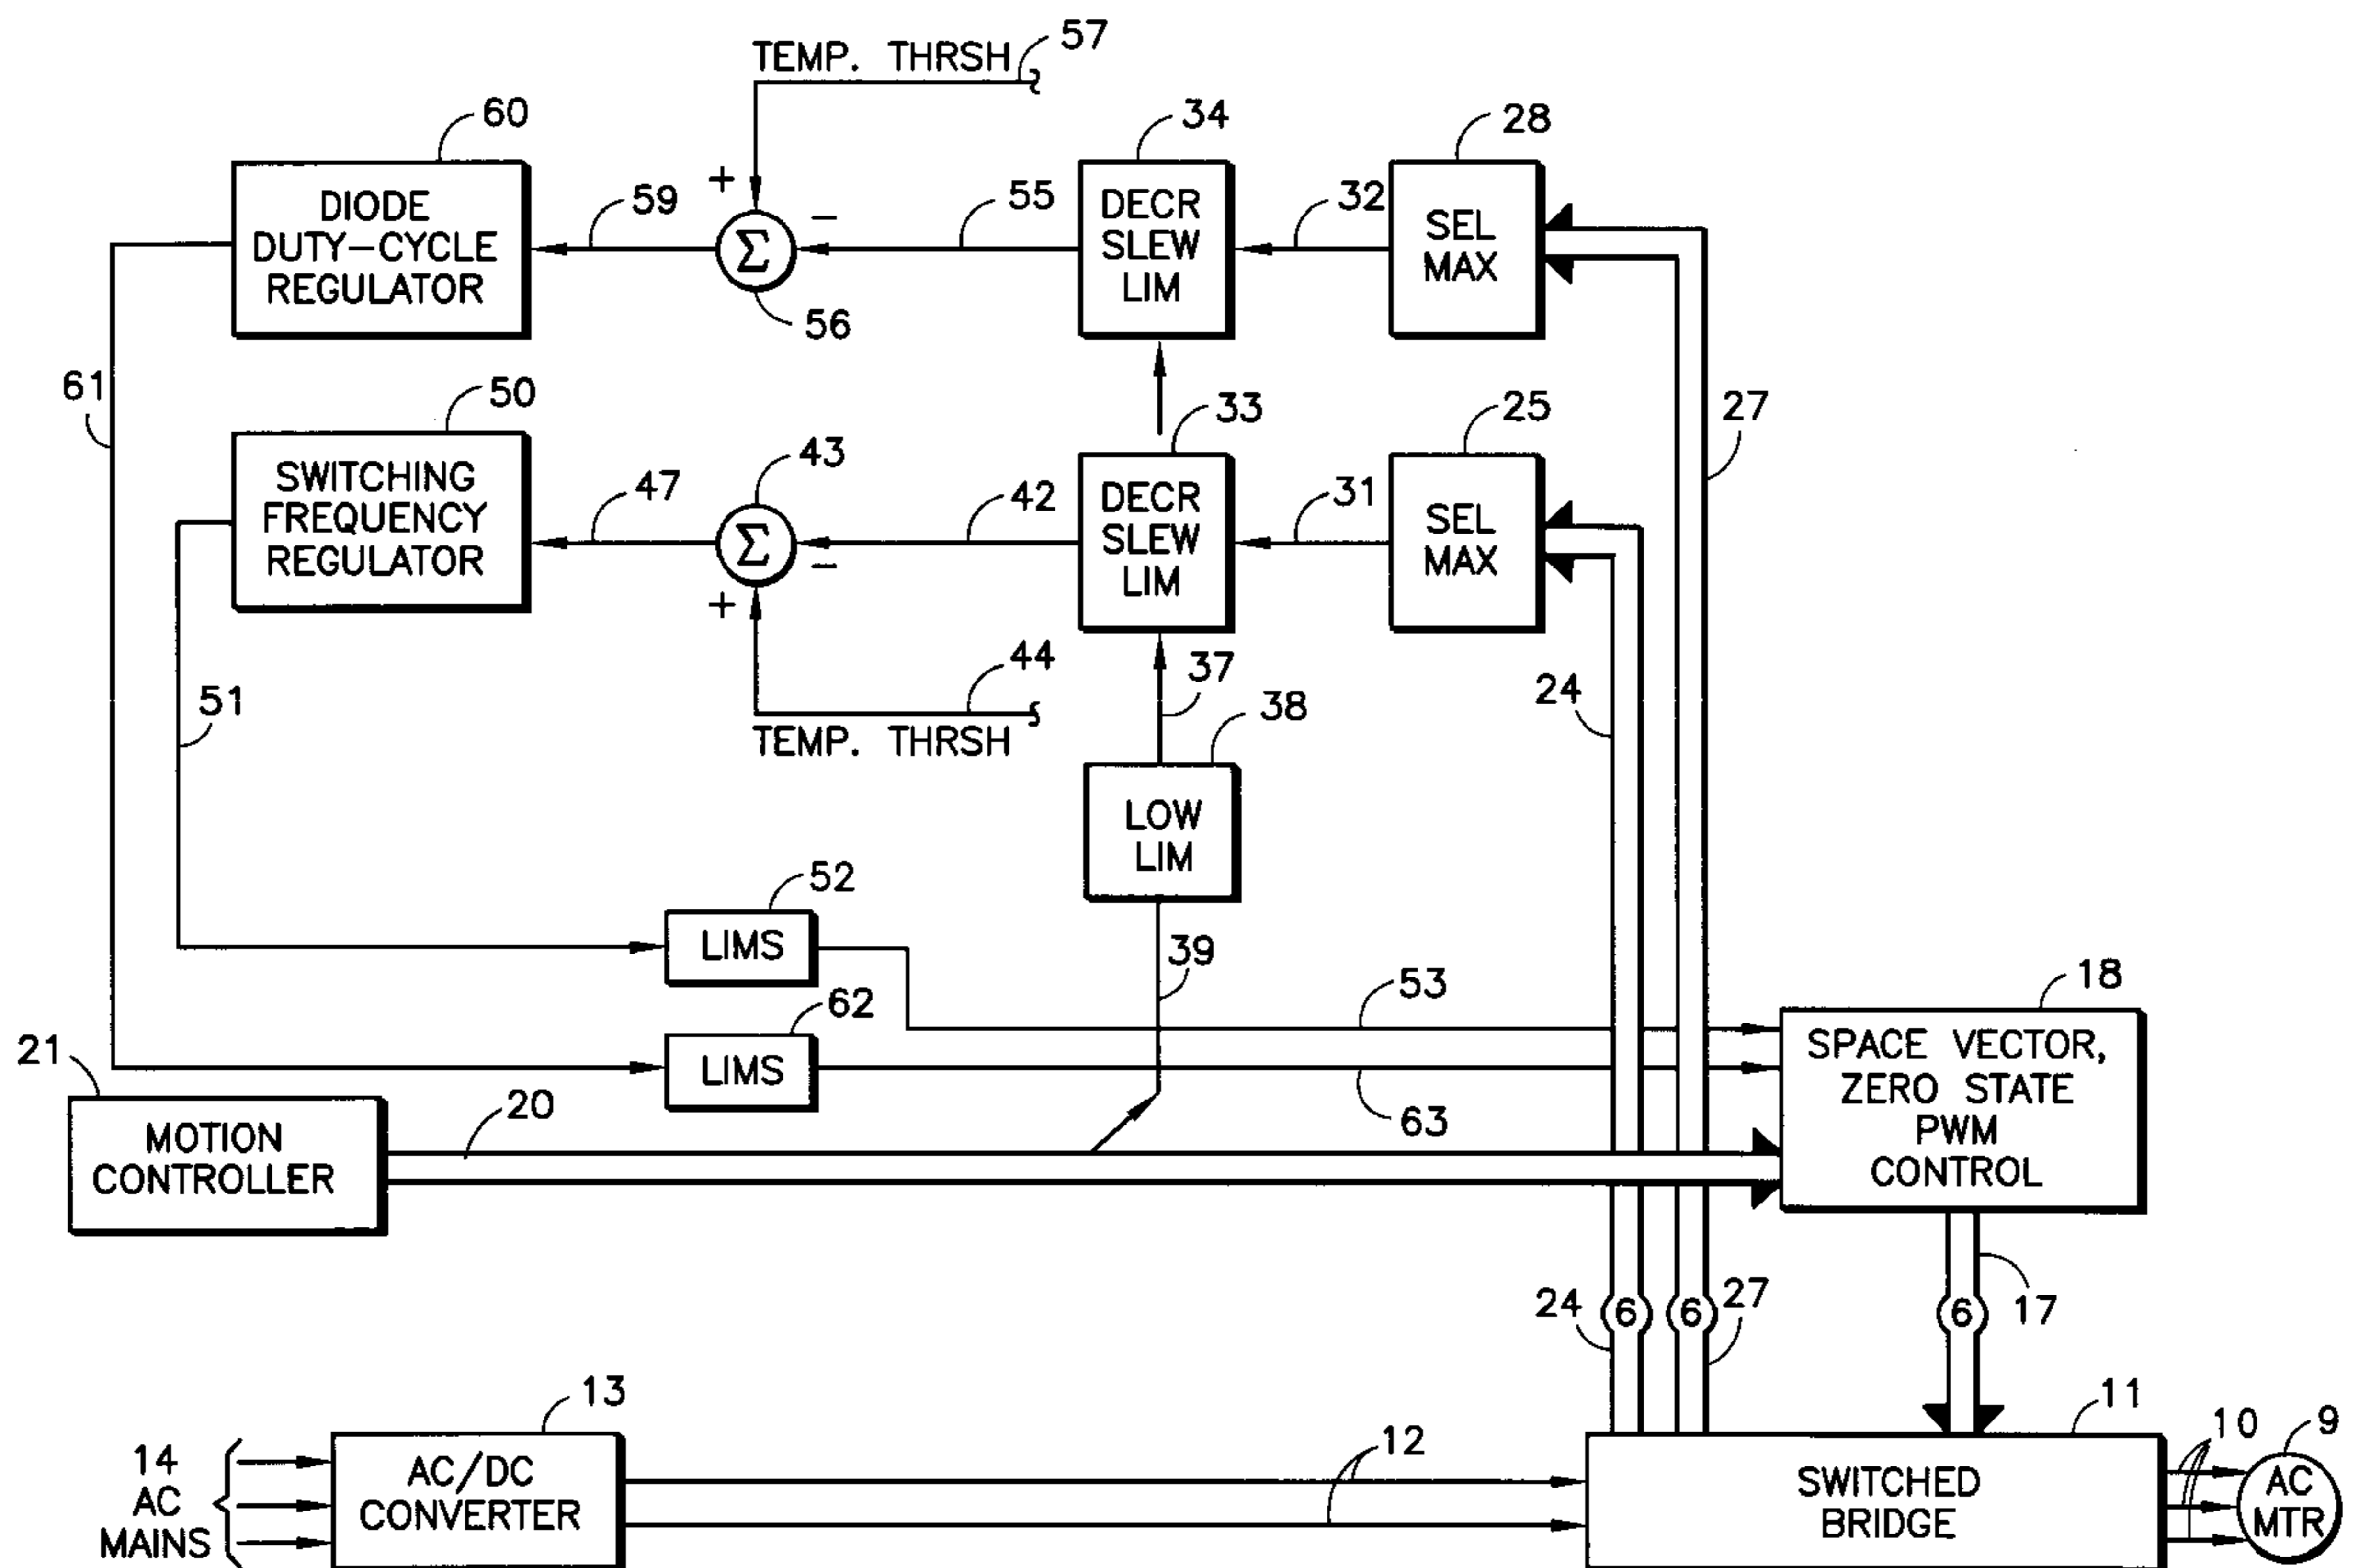 TEMP. THRSH
57
60
34
28
DIODE
DUTY-CYCLE
REGULATOR
59
+
Σ
−
56
55
DECR
SLEW
LIM
32
SEL
MAX
61
50
33
25
27
SWITCHING
FREQUENCY
REGULATOR
47
43
Σ
−
+
42
DECR
SLEW
LIM
31
SEL
MAX
44
TEMP. THRSH
37
38
24
51
LOW
LIM
52
LIMS
39
53
18
62
LIMS
63
SPACE VECTOR,
ZERO STATE
PWM
CONTROL
21
20
MOTION
CONTROLLER
24
6
6
27
6
17
13
12
11
10
9
14
AC
MAINS
AC/DC
CONVERTER
SWITCHED
BRIDGE
AC
MTR